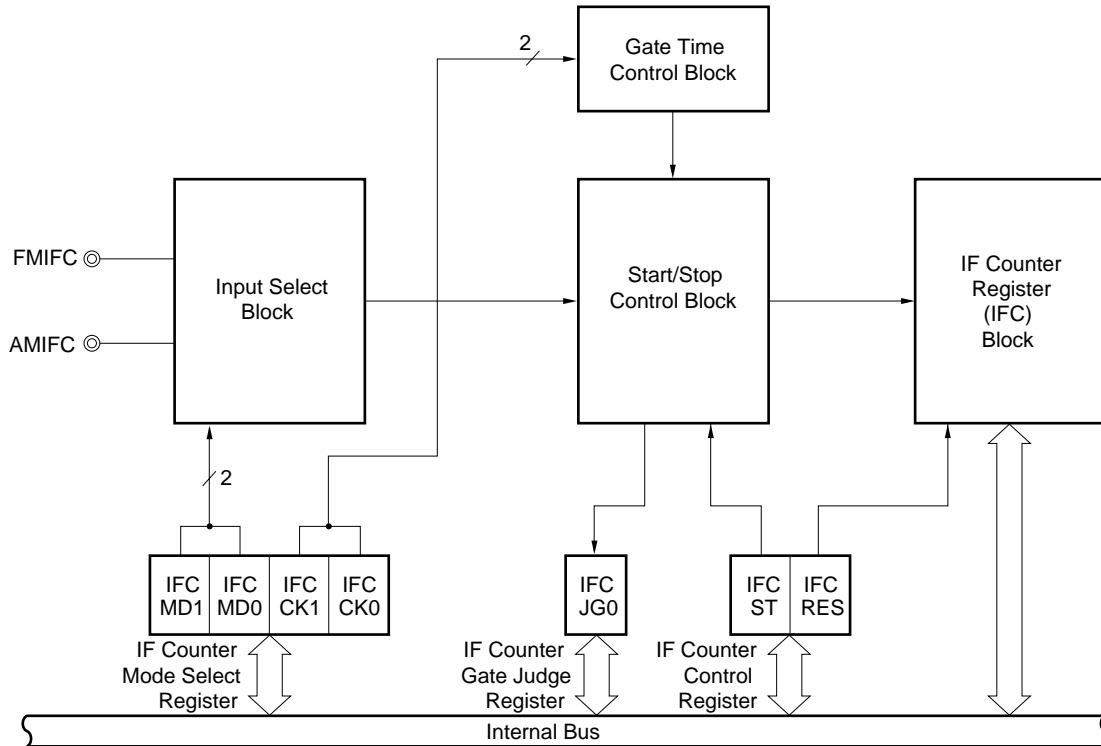 2
Gate Time
Control Block
FMIFC
AMIFC
Input Select
Block
Start/Stop
Control Block
IF Counter
Register
(IFC)
Block
2
IFC
MD1
IFC
MD0
IFC
CK1
IFC
CK0
IFC
JG0
IFC
ST
IFC
RES
IF Counter
Mode Select
Register
IF Counter
Gate Judge
Register
IF Counter
Control
Register
Internal Bus